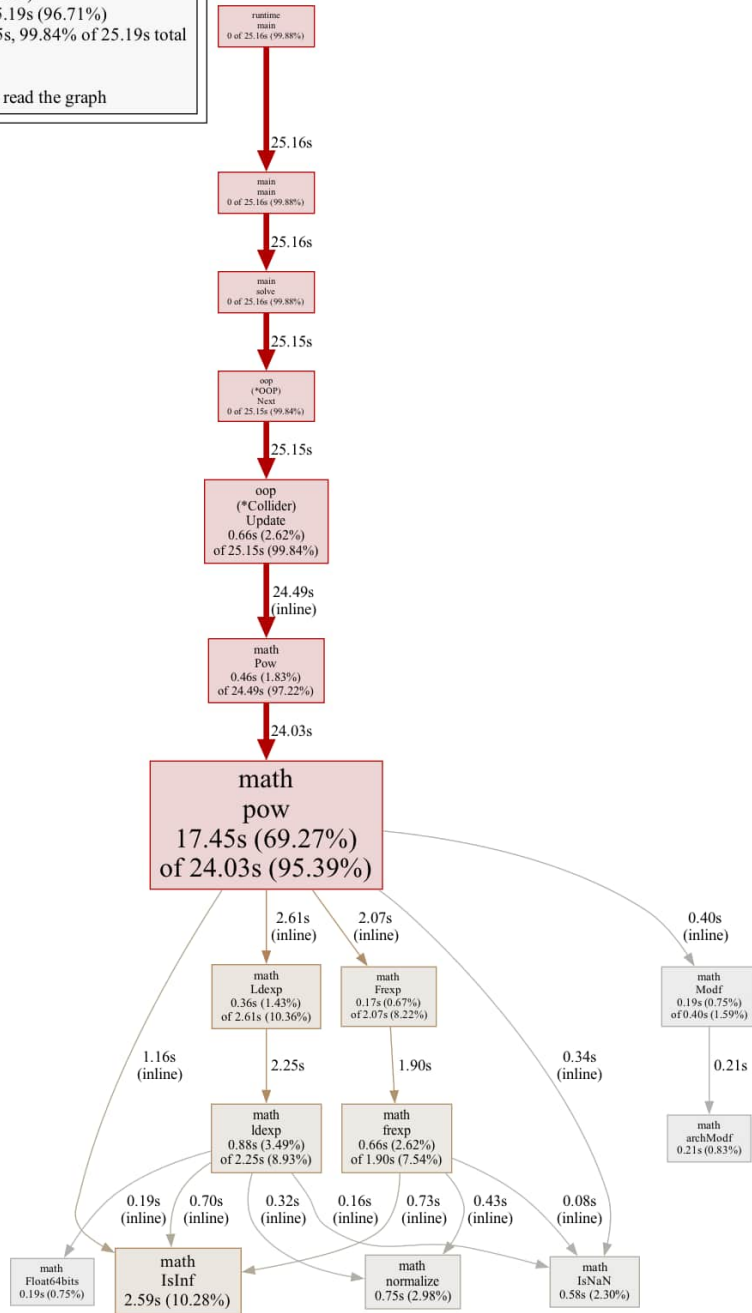 5.19s (96.71%)
5s, 99.84% of 25.19s total
read the graph
runtime
main
0 of 25.16s (99.88%)
25.16s
main
main
0 of 25.16s (99.88%)
25.16s
main
solve
0 of 25.16s (99.88%)
25.15s
oop
(*OOP)
Next
0 of 25.15s (99.84%)
25.15s
oop
(*Collider)
Update
0.66s (2.62%)
of 25.15s (99.84%)
24.49s
(inline)
math
Pow
0.46s (1.83%)
of 24.49s (97.22%)
24.03s
math
pow
17.45s (69.27%)
of 24.03s (95.39%)
2.61s
(inline)
2.07s
(inline)
0.40s
(inline)
math
Ldexp
0.36s (1.43%)
of 2.61s (10.36%)
math
Frexp
0.17s (0.67%)
of 2.07s (8.22%)
math
Modf
0.19s (0.75%)
of 0.40s (1.59%)
1.16s
(inline)
2.25s
1.90s
0.34s
(inline)
0.21s
math
ldexp
0.88s (3.49%)
of 2.25s (8.93%)
math
frexp
0.66s (2.62%)
of 1.90s (7.54%)
math
archModf
0.21s (0.83%)
0.19s
(inline)
0.70s
(inline)
0.32s
(inline)
0.16s
(inline)
0.73s
(inline)
0.43s
(inline)
0.08s
(inline)
math
Float64bits
0.19s (0.75%)
math
IsInf
2.59s (10.28%)
math
normalize
0.75s (2.98%)
math
IsNaN
0.58s (2.30%)